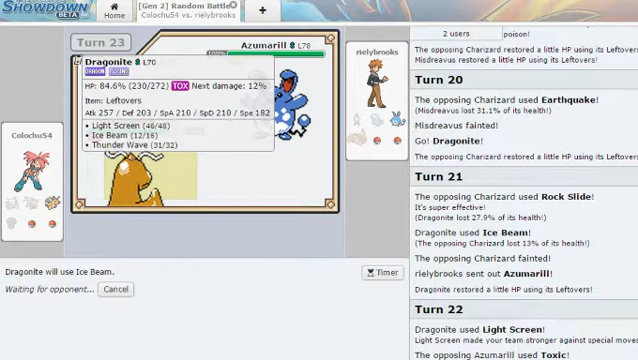 SHOWDOWN
BETA
Home
[Gen 2] Random Battle
Colochu54 vs. rielybrooks
Turn 23
Azumarill L78
100%
Dragonite L70
DRAGON FLYING
HP: 84.6% (230/272) TOX Next damage: 12%
Item: Leftovers
Atk 257 / Def 203 / SpA 210 / SpD 210 / Spe 182
• Light Screen (46/48)
• Ice Beam (12/16)
• Thunder Wave (31/32)
Colochu54
rielybrooks
Dragonite will use Ice Beam.
Waiting for opponent... Cancel
Timer
2 users
poison!
The opposing Charizard restored a little HP using its Leftovers!
Misdreavus restored a little HP using its Leftovers!
Turn 20
The opposing Charizard used Earthquake!
(Misdreavus lost 31.1% of its health!)
Misdreavus fainted!
Go! Dragonite!
The opposing Charizard restored a little HP using its Leftovers!
Turn 21
The opposing Charizard used Rock Slide!
It's super effective!
(Dragonite lost 27.9% of its health!)
Dragonite used Ice Beam!
(The opposing Charizard lost 13% of its health!)
The opposing Charizard fainted!
rielybrooks sent out Azumarill!
Dragonite restored a little HP using its Leftovers!
Turn 22
Dragonite used Light Screen!
Light Screen made your team stronger against special moves
The opposing Azumarill used Toxic!